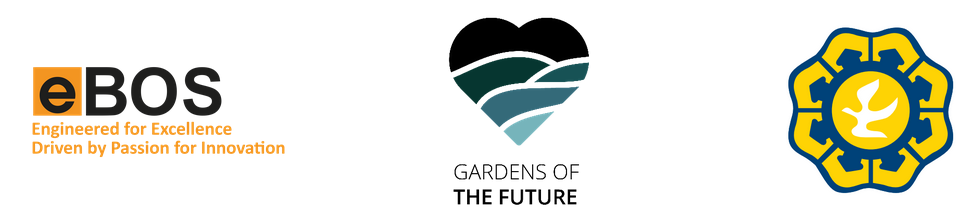 eBOS
Engineered for Excellence
Driven by Passion for Innovation
GARDENS OF
THE FUTURE